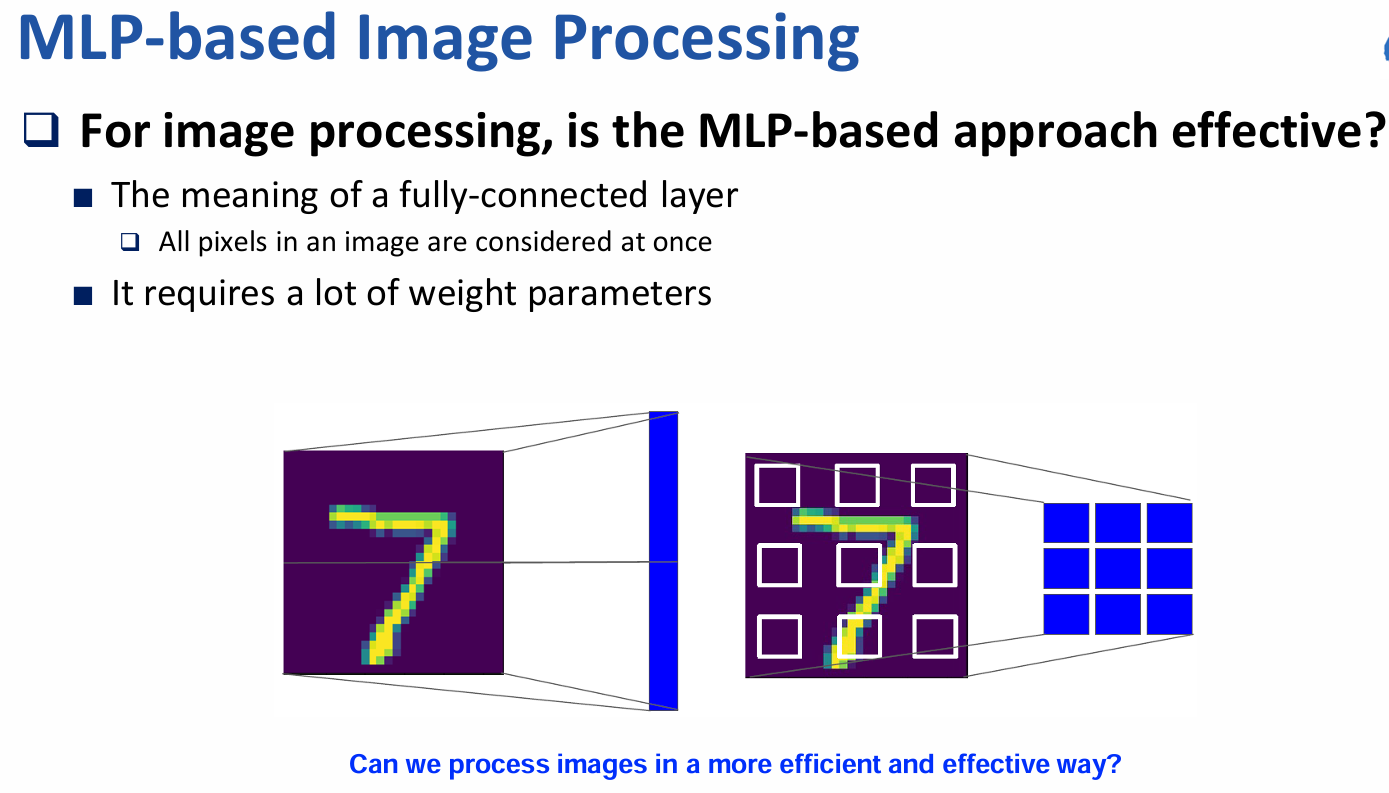 MLP-based Image Processing
For image processing, is the MLP-based approach effective?
The meaning of a fully-connected layer
All pixels in an image are considered at once
It requires a lot of weight parameters
Can we process images in a more efficient and effective way?